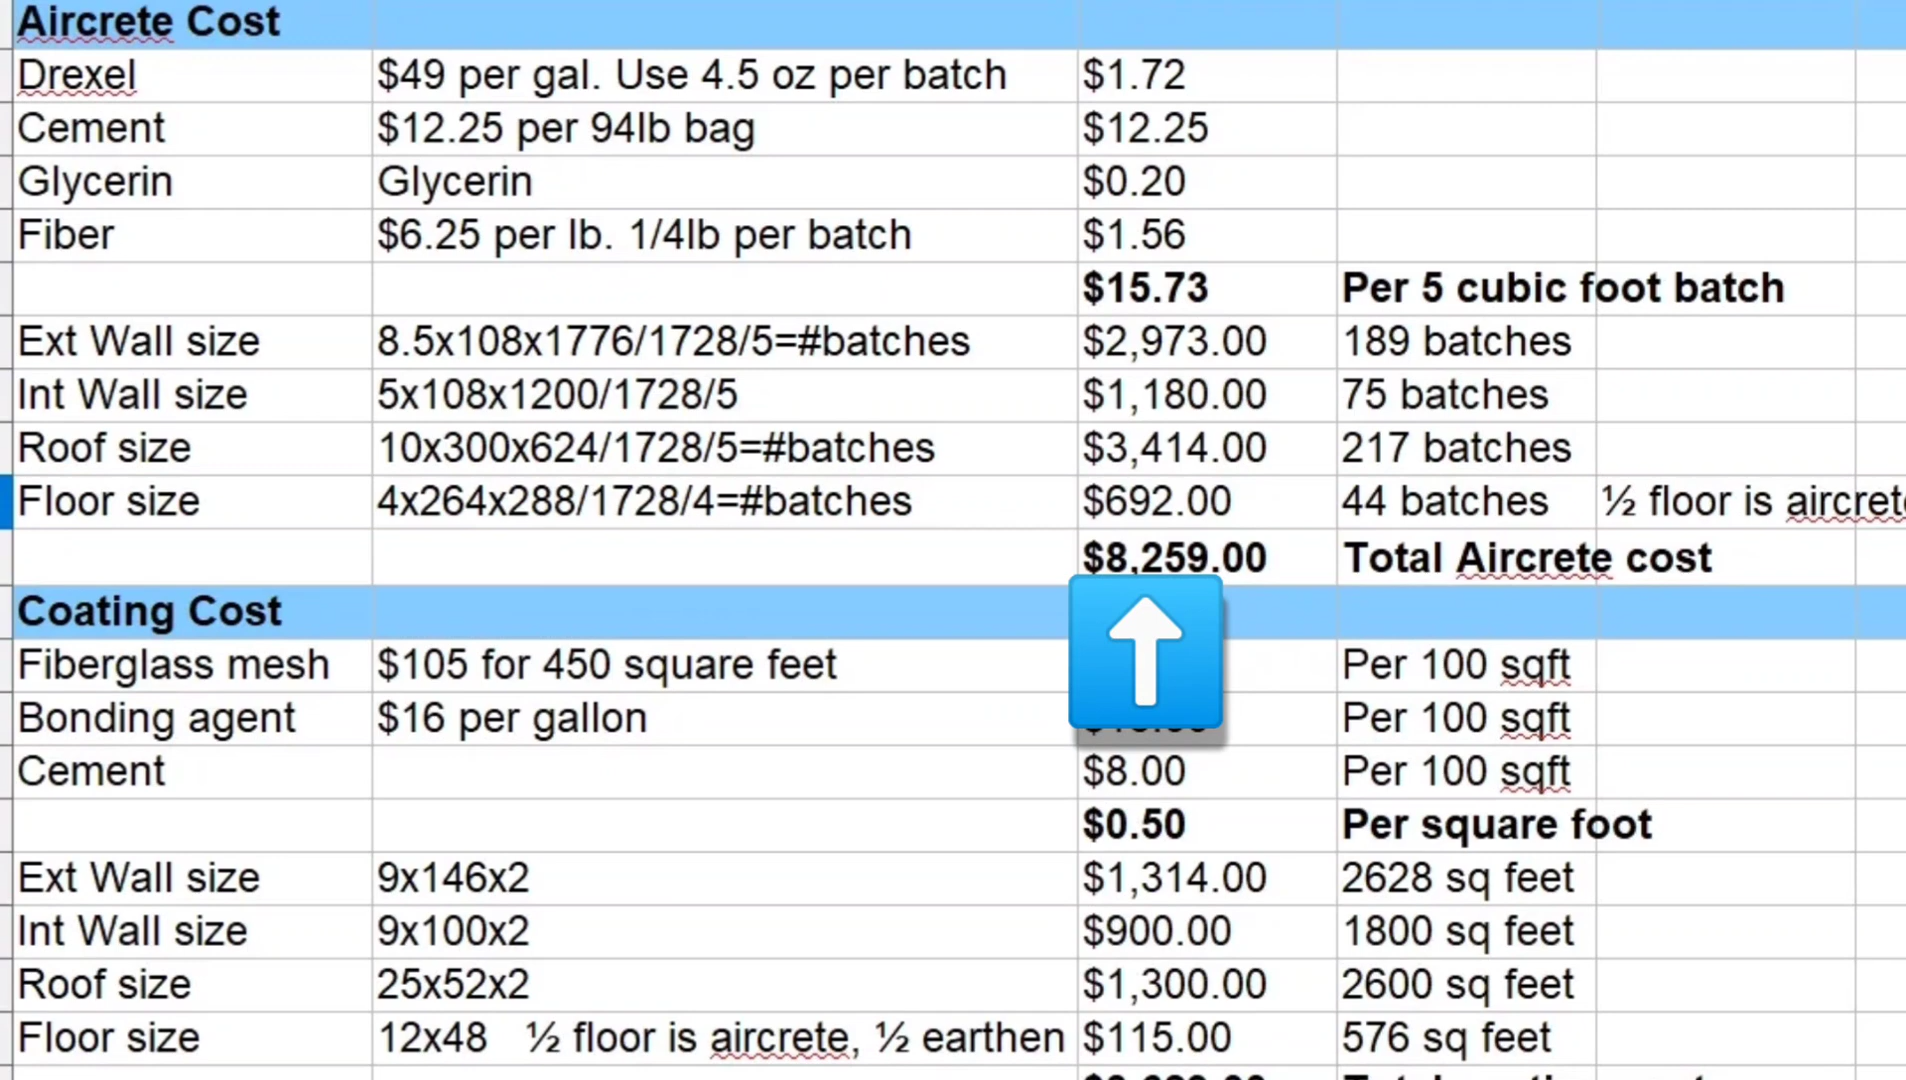 Aircrete Cost
Drexel $49 per gal. Use 4.5 oz per batch $1.72
Cement $12.25 per 94lb bag $12.25
Glycerin Glycerin $0.20
Fiber $6.25 per lb. 1/4lb per batch $1.56
$15.73 Per 5 cubic foot batch
Ext Wall size 8.5x108x1776/1728/5=#batches $2,973.00 189 batches
Int Wall size 5x108x1200/1728/5 $1,180.00 75 batches
Roof size 10x300x624/1728/5=#batches $3,414.00 217 batches
Floor size 4x264x288/1728/4=#batches $692.00 44 batches ½ floor is aircrete
$8,259.00 Total Aircrete cost
Coating Cost
Fiberglass mesh $105 for 450 square feet Per 100 sqft
Bonding agent $16 per gallon Per 100 sqft
Cement $8.00 Per 100 sqft
$0.50 Per square foot
Ext Wall size 9x146x2 $1,314.00 2628 sq feet
Int Wall size 9x100x2 $900.00 1800 sq feet
Roof size 25x52x2 $1,300.00 2600 sq feet
Floor size 12x48 ½ floor is aircrete, ½ earthen $115.00 576 sq feet